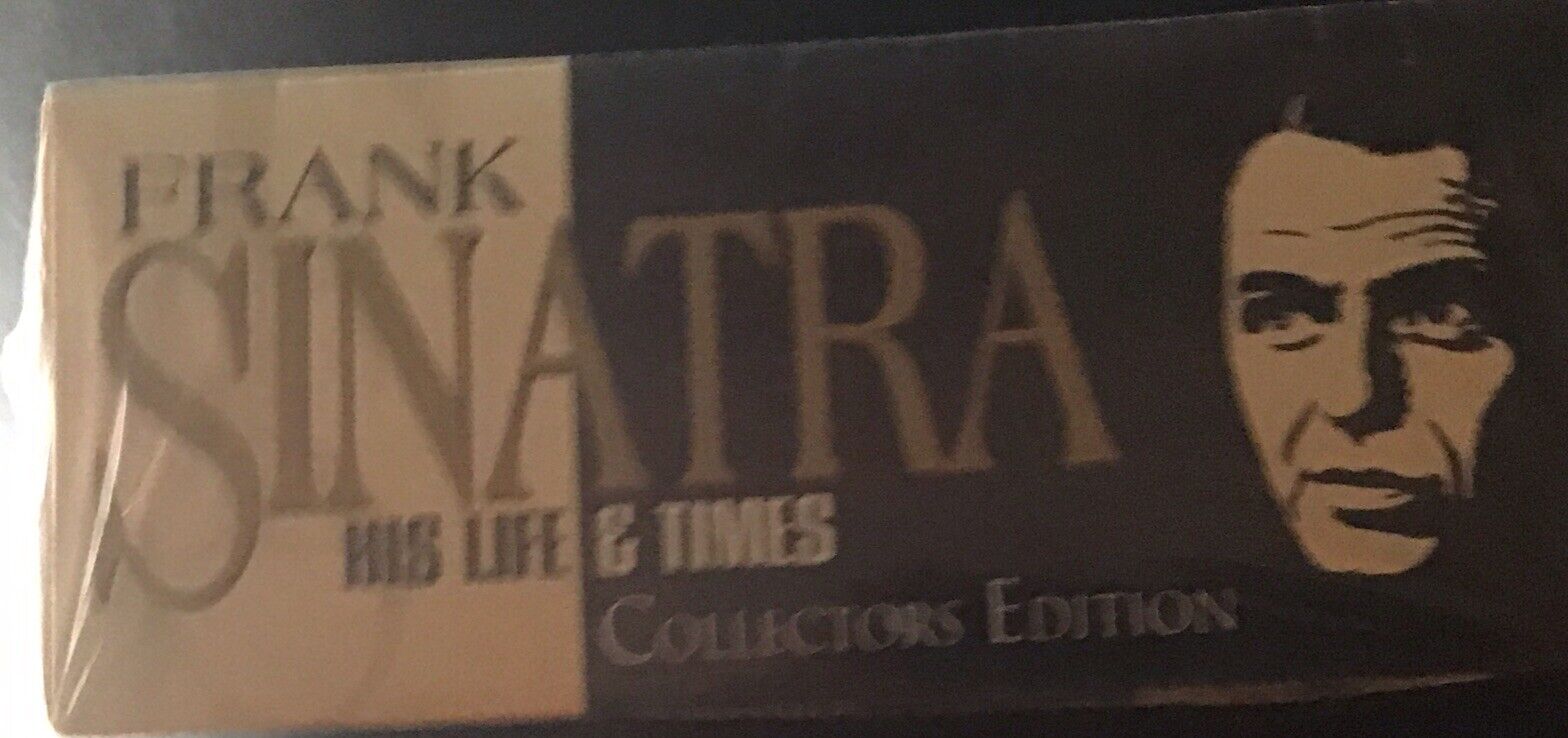 FRANK
SINATRA
HIS LIFE & TIMES
COLLECTORS EDITION